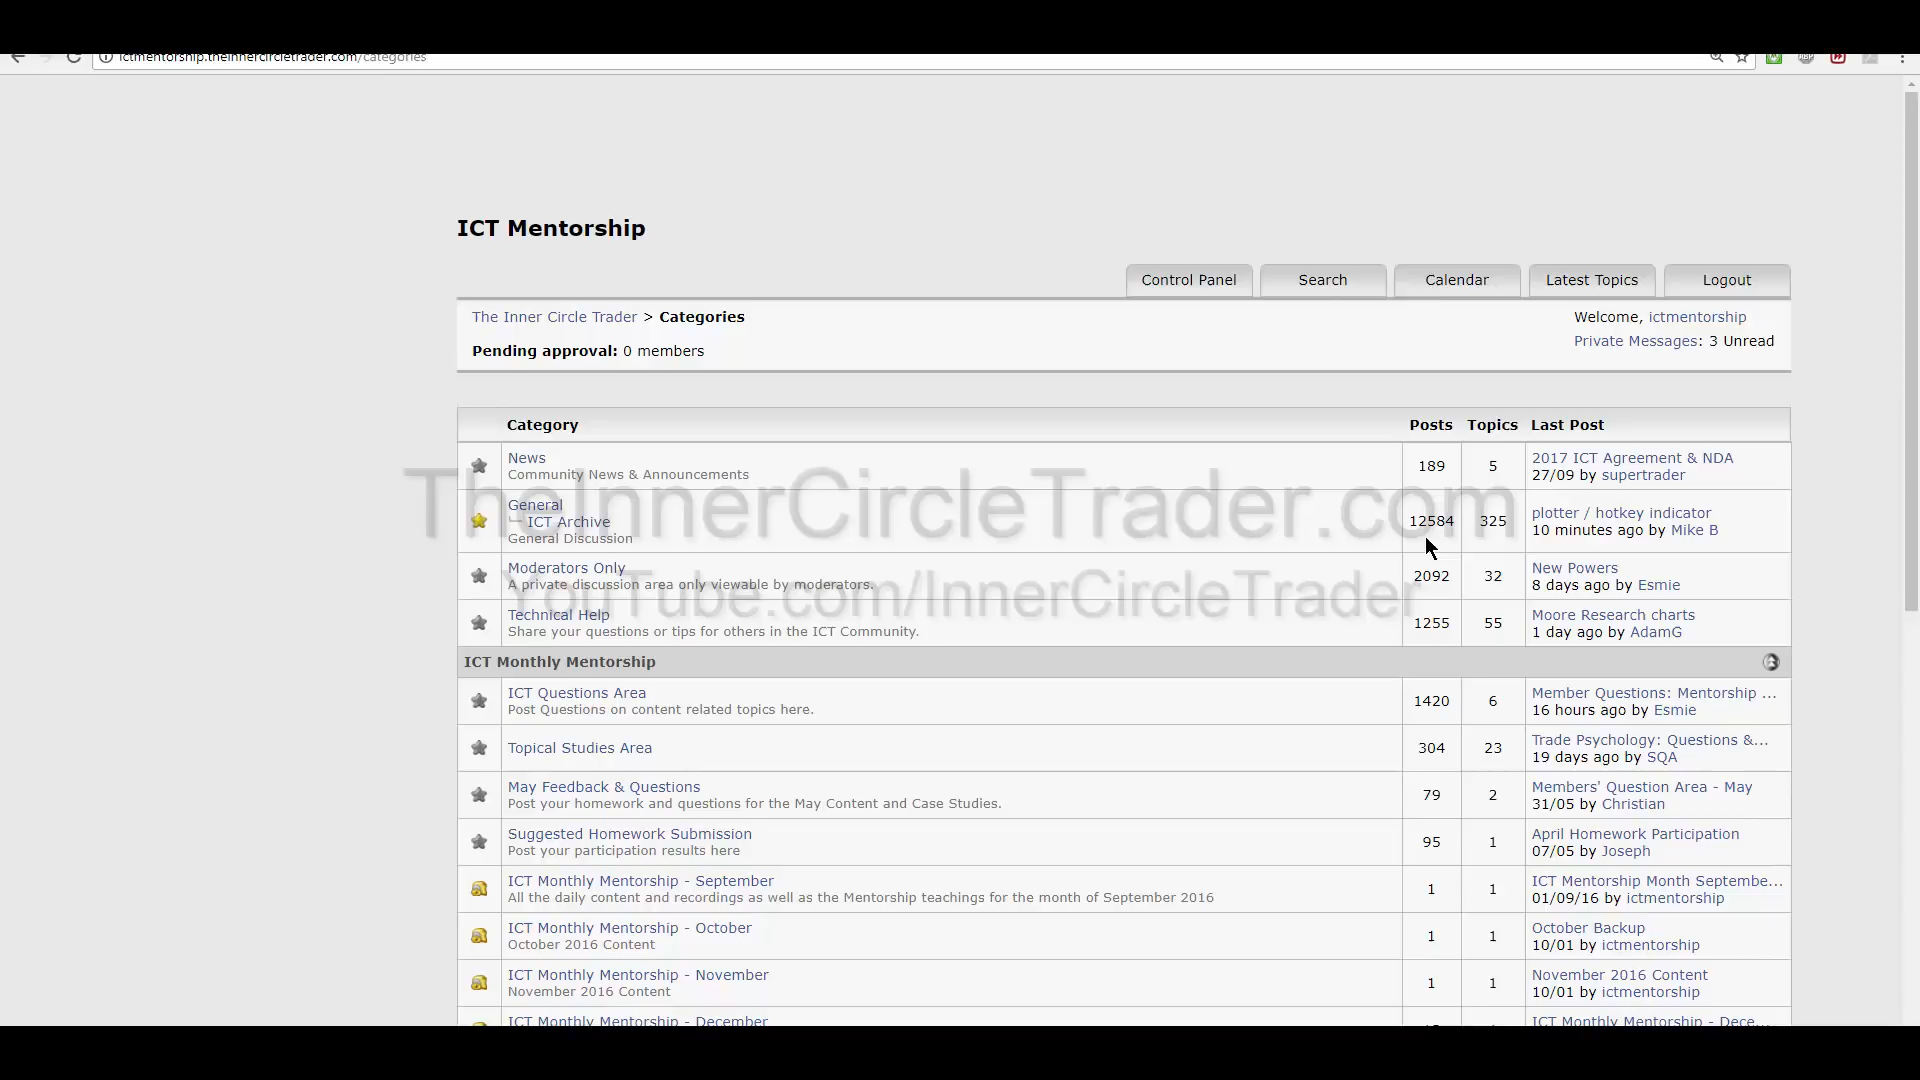 ictmentorship.theinnercircletrader.com/categories
ICT Mentorship
Control Panel Search Calendar Latest Topics Logout
The Inner Circle Trader > Categories Welcome, ictmentorship
Pending approval: 0 members Private Messages: 3 Unread
Category Posts Topics Last Post
News 189 5 2017 ICT Agreement & NDA
Community News & Announcements 27/09 by supertrader
TheInnerCircleTrader.com
General 12584 325 plotter / hotkey indicator
ICT Archive 10 minutes ago by Mike B
General Discussion
Moderators Only 2092 32 New Powers
A private discussion area only viewable by moderators. 8 days ago by Esmie
YouTube.com/InnerCircleTrader
Technical Help 1255 55 Moore Research charts
Share your questions or tips for others in the ICT Community. 1 day ago by AdamG
ICT Monthly Mentorship
ICT Questions Area 1420 6 Member Questions: Mentorship ...
Post Questions on content related topics here. 16 hours ago by Esmie
Topical Studies Area 304 23 Trade Psychology: Questions &...
19 days ago by SQA
May Feedback & Questions 79 2 Members' Question Area - May
Post your homework and questions for the May Content and Case Studies. 31/05 by Christian
Suggested Homework Submission 95 1 April Homework Participation
Post your participation results here 07/05 by Joseph
ICT Monthly Mentorship - September 1 1 ICT Mentorship Month Septembe...
All the daily content and recordings as well as the Mentorship teachings for the month of September 2016 01/09/16 by ictmentorship
ICT Monthly Mentorship - October 1 1 October Backup
October 2016 Content 10/01 by ictmentorship
ICT Monthly Mentorship - November 1 1 November 2016 Content
November 2016 Content 10/01 by ictmentorship
ICT Monthly Mentorship - December ICT Monthly Mentorship - Dece...